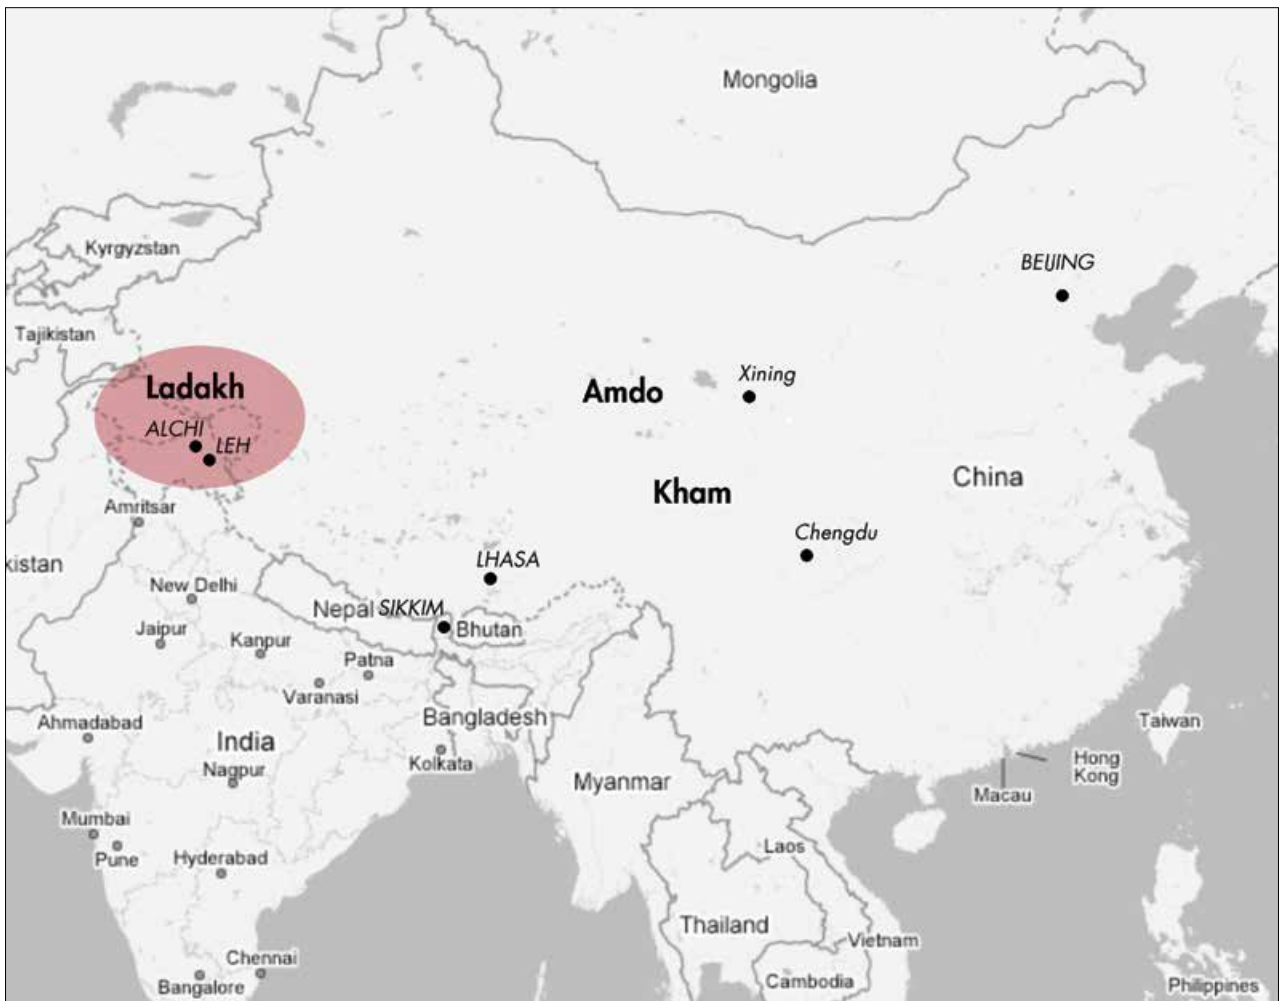 Mongolia
Kyrgyzstan
BEIJING
Tajikistan
Ladakh
Amdo
Xining
ALCHI
LEH
China
Kham
Amritsar
Chengdu
kistan
LHASA
New Delhi
Nepal
SIKKIM
Bhutan
Jaipur
Kanpur
Patna
Varanasi
Ahmadabad
Bangladesh
Taiwan
India
Kolkata
Nagpur
Myanmar
Hong
Kong
Macau
Mumbai
Pune
Hyderabad
Laos
Thailand
Vietnam
Chennai
Bangalore
Cambodia
Philippines